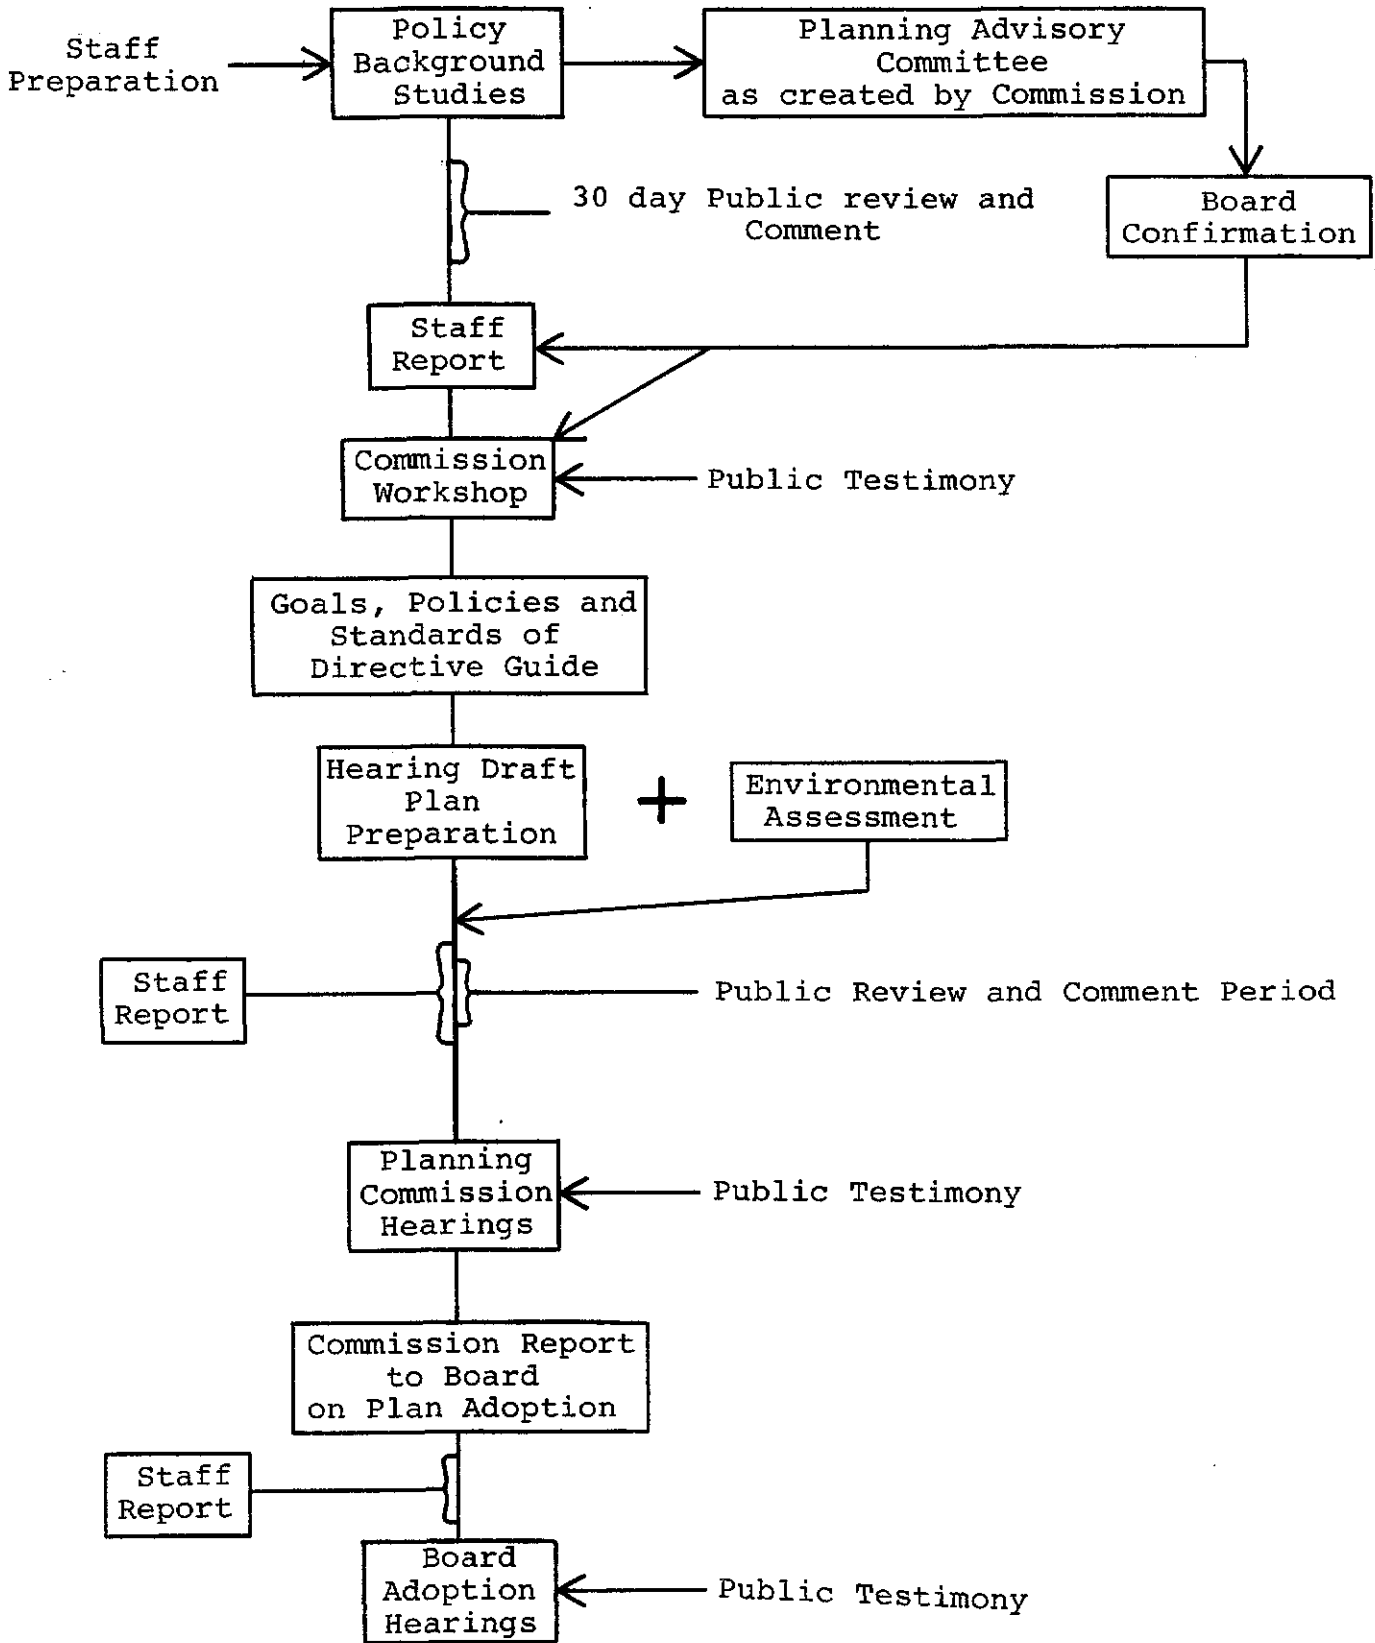 Staff
Preparation
Policy
Background
Studies
Planning Advisory
Committee
as created by Commission
30 day Public review and
Comment
Board
Confirmation
Staff
Report
Commission
Workshop
Public Testimony
Goals, Policies and
Standards of
Directive Guide
Hearing Draft
Plan
Preparation
+
Environmental
Assessment
Staff
Report
Public Review and Comment Period
Planning
Commission
Hearings
Public Testimony
Commission Report
to Board
on Plan Adoption
Staff
Report
Board
Adoption
Hearings
Public Testimony